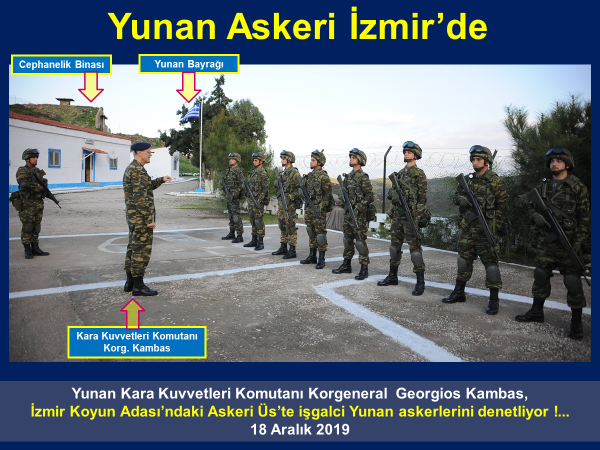 Yunan Askeri İzmir’de
Cephanelik Binası
Yunan Bayrağı
Kara Kuvvetleri Komutanı
Korg. Kambas
Yunan Kara Kuvvetleri Komutanı Korgeneral Georgios Kambas,
İzmir Koyun Adası’ndaki Askeri Üs’te işgalci Yunan askerlerini denetliyor !...
18 Aralık 2019